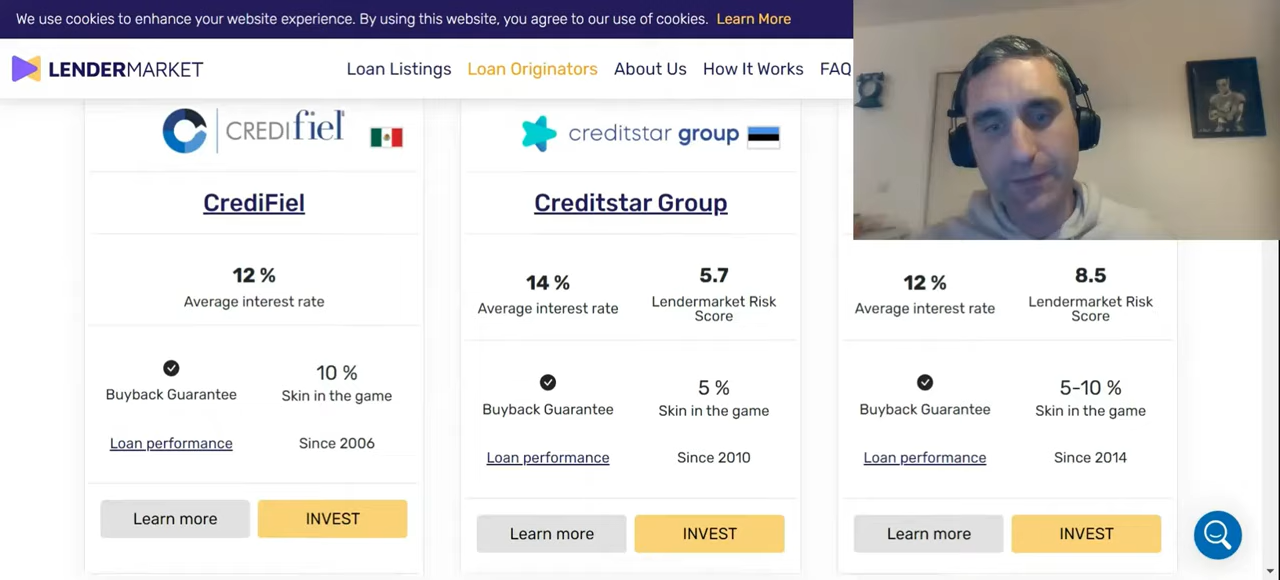 We use cookies to enhance your website experience. By using this website, you agree to our use of cookies. Learn More
LENDERMARKET
Loan Listings
Loan Originators
About Us
How It Works
FAQ
CREDIfiel
creditstar group
CrediFiel
Creditstar Group
12 %
Average interest rate
14 %
Average interest rate
5.7
Lendermarket Risk
Score
12 %
Average interest rate
8.5
Lendermarket Risk
Score
Buyback Guarantee
10 %
Skin in the game
Buyback Guarantee
5 %
Skin in the game
Buyback Guarantee
5-10 %
Skin in the game
Loan performance
Since 2006
Loan performance
Since 2010
Loan performance
Since 2014
Learn more
INVEST
Learn more
INVEST
Learn more
INVEST